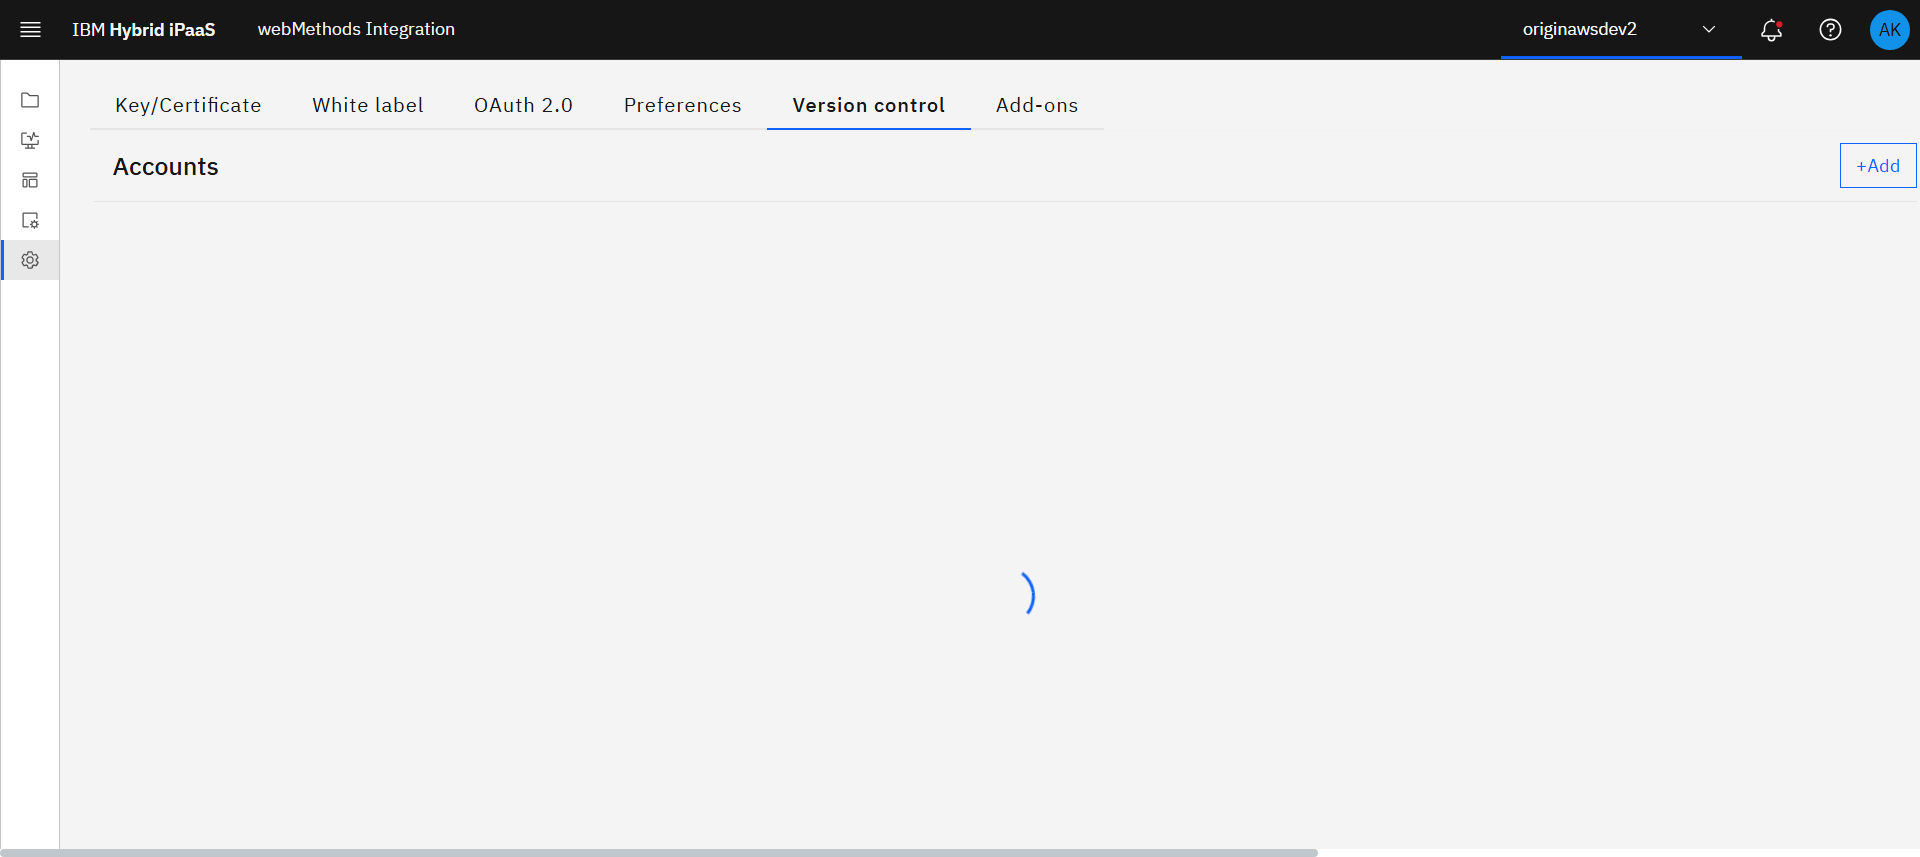 IBM Hybrid iPaaS webMethods Integration originawsdev2 AK
Key/Certificate White label OAuth 2.0 Preferences Version control Add-ons
Accounts +Add